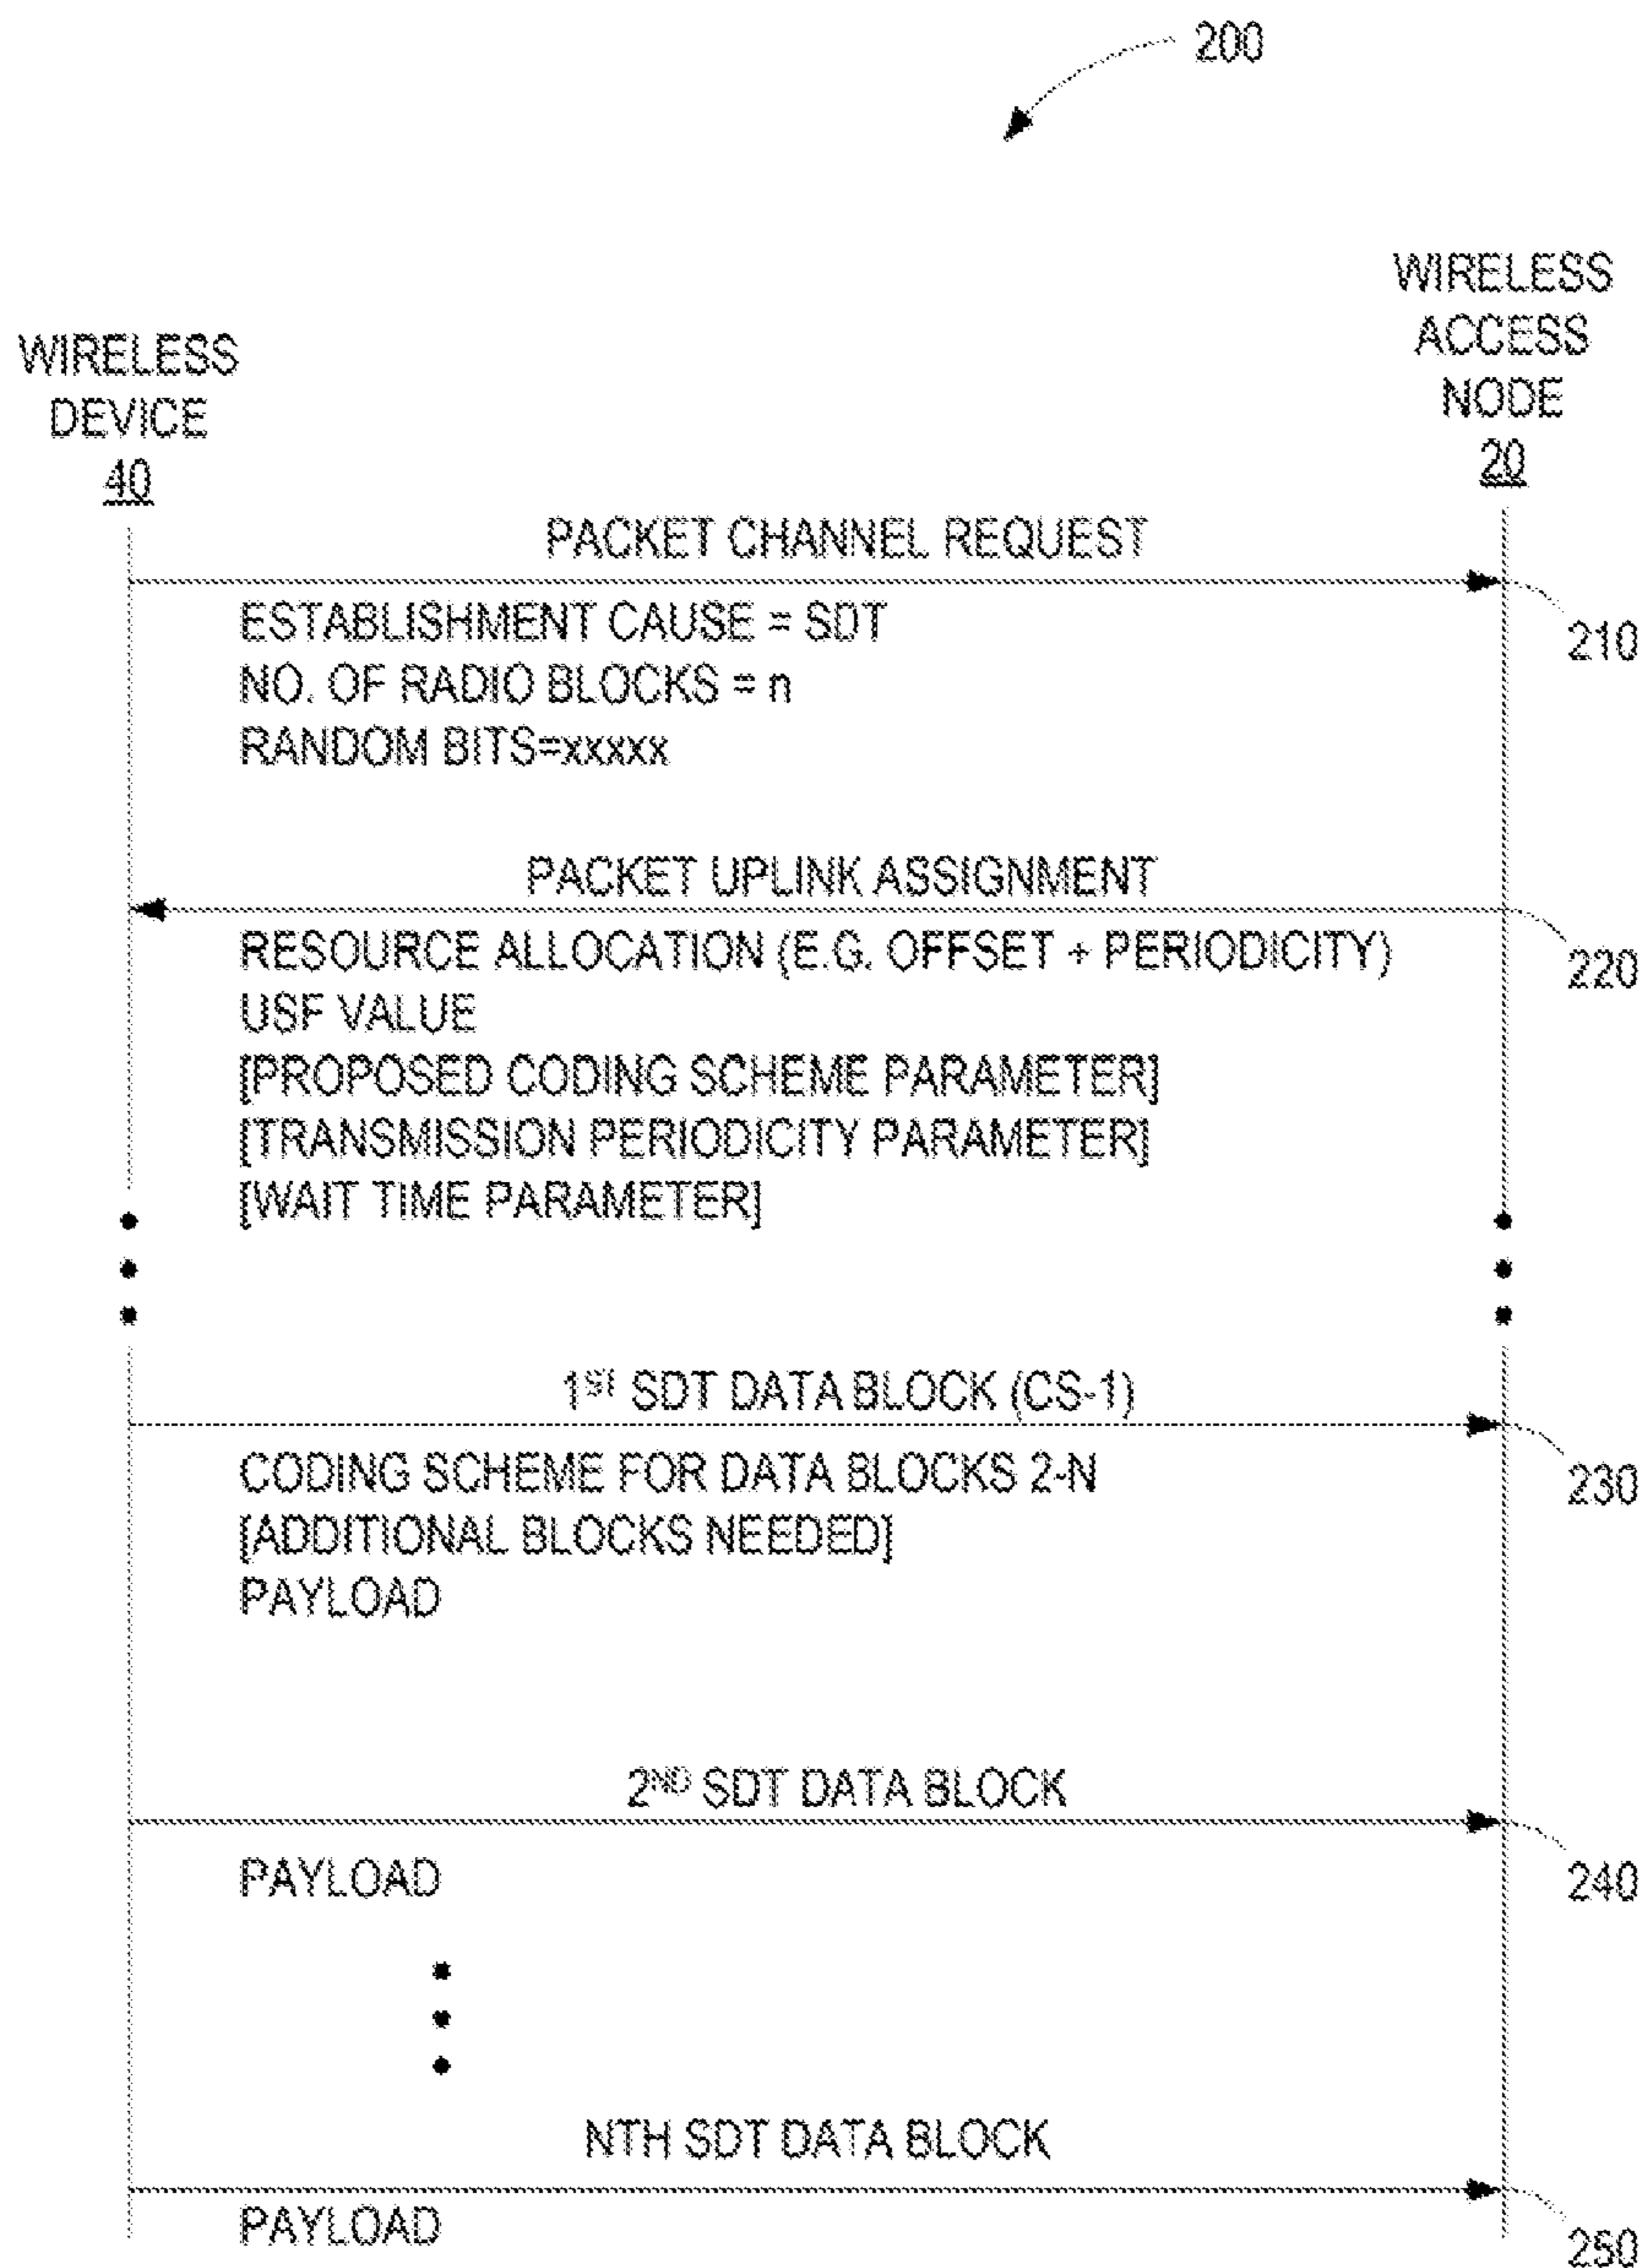 200
WIRELESS
DEVICE
40
WIRELESS
ACCESS
NODE
20
PACKET CHANNEL REQUEST
210
ESTABLISHMENT CAUSE = SDT
NO. OF RADIO BLOCKS = n
RANDOM BITS=xxxxx
PACKET UPLINK ASSIGNMENT
220
RESOURCE ALLOCATION (E.G. OFFSET + PERIODICITY)
USF VALUE
[PROPOSED CODING SCHEME PARAMETER]
[TRANSMISSION PERIODICITY PARAMETER]
[WAIT TIME PARAMETER]
1ST SDT DATA BLOCK (CS-1)
230
CODING SCHEME FOR DATA BLOCKS 2-N
[ADDITIONAL BLOCKS NEEDED]
PAYLOAD
2ND SDT DATA BLOCK
240
PAYLOAD
NTH SDT DATA BLOCK
250
PAYLOAD